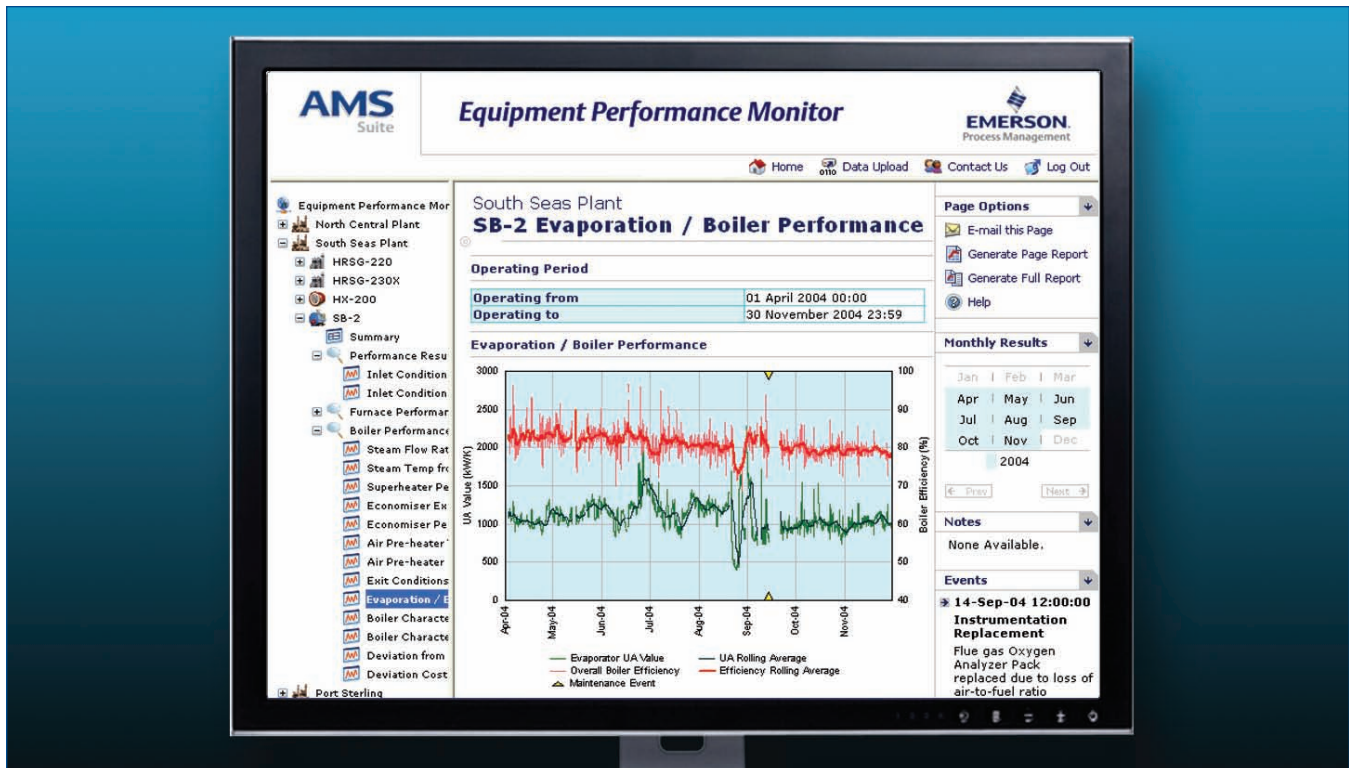 AMS
Suite
Equipment Performance Monitor
EMERSON.
Process Management
Home
Data Upload
Contact Us
Log Out
Equipment Performance Mor
North Central Plant
South Seas Plant
HRSG-220
HRSG-230X
HX-200
SB-2
Summary
Performance Resu
Inlet Condition
Inlet Condition
Furnace Performar
Boiler Performance
Steam Flow Rat
Steam Temp fro
Superheater Pe
Economiser Ex
Economiser Pe
Air Pre-heater
Air Pre-heater
Exit Conditions
Evaporation / E
Boiler Characte
Boiler Characte
Deviation from
Deviation Cost
Port Sterling
South Seas Plant
SB-2 Evaporation / Boiler Performance
Operating Period
Operating from 01 April 2004 00:00
Operating to 30 November 2004 23:59
Evaporation / Boiler Performance
UA Value (kW/K)
3000
2500
2000
1500
1000
500
0
100
90
80
70
60
50
40
Boiler Efficiency (%)
Apr-04
May-04
Jun-04
Jul-04
Aug-04
Sep-04
Oct-04
Nov-04
Evaporator UA Value
UA Rolling Average
Overall Boiler Efficiency
Efficiency Rolling Average
Maintenance Event
Page Options
E-mail this Page
Generate Page Report
Generate Full Report
Help
Monthly Results
Jan | Feb | Mar
Apr | May | Jun
Jul | Aug | Sep
Oct | Nov | Dec
2004
Prev
Next
Notes
None Available.
Events
14-Sep-04 12:00:00
Instrumentation
Replacement
Flue gas Oxygen
Analyzer Pack
replaced due to loss of
air-to-fuel ratio